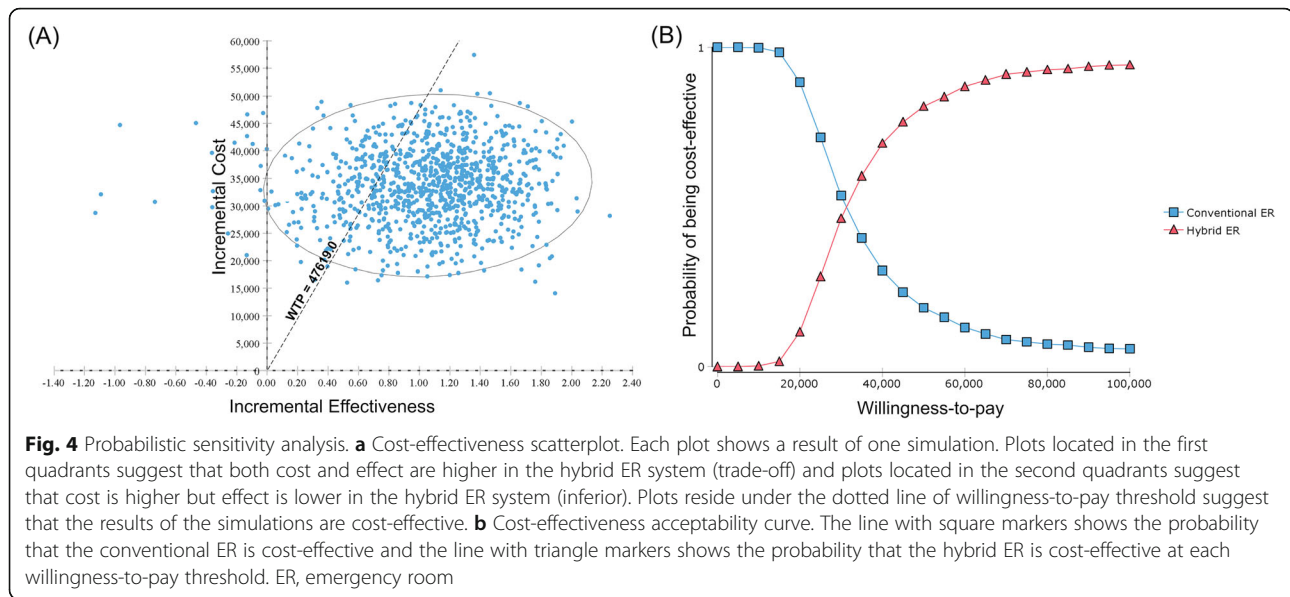 (A)
60,000
55,000
50,000
45,000
40,000
35,000
30,000
25,000
20,000
15,000
10,000
5,000
0
Incremental Cost
WTP = 47619.0
-1.40 -1.00 -0.60 -0.20 0.00 0.20 0.40 0.60 0.80 1.00 1.20 1.40 1.60 1.80 2.00 2.20 2.40
Incremental Effectiveness
(B)
1
0
Probability of being cost-effective
0 20,000 40,000 60,000 80,000 100,000
Willingness-to-pay
Conventional ER
Hybrid ER
Fig. 4 Probabilistic sensitivity analysis. a Cost-effectiveness scatterplot. Each plot shows a result of one simulation. Plots located in the first
quadrants suggest that both cost and effect are higher in the hybrid ER system (trade-off) and plots located in the second quadrants suggest
that cost is higher but effect is lower in the hybrid ER system (inferior). Plots reside under the dotted line of willingness-to-pay threshold suggest
that the results of the simulations are cost-effective. b Cost-effectiveness acceptability curve. The line with square markers shows the probability
that the conventional ER is cost-effective and the line with triangle markers shows the probability that the hybrid ER is cost-effective at each
willingness-to-pay threshold. ER, emergency room